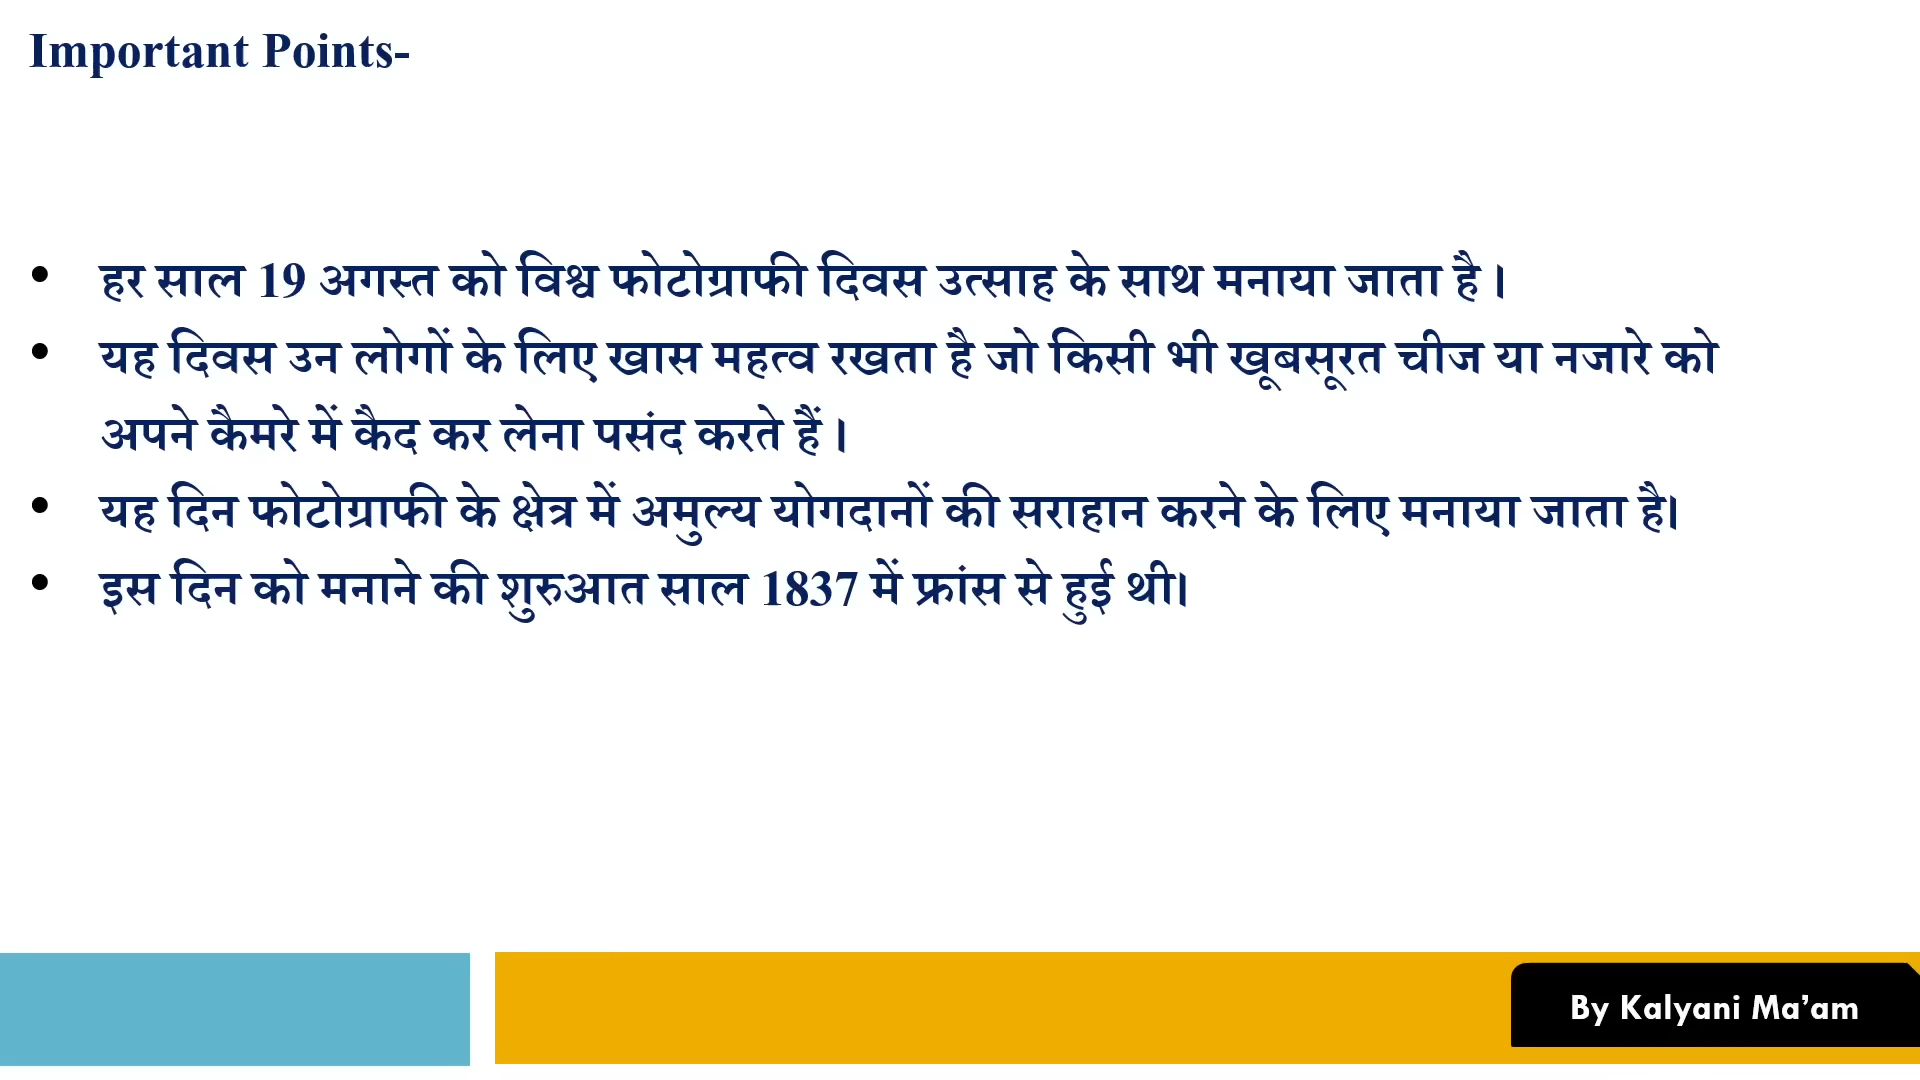 Important Points-
• हर साल 19 अगस्त को विश्व फोटोग्राफी दिवस उत्साह के साथ मनाया जाता है ।
• यह दिवस उन लोगों के लिए खास महत्व रखता है जो किसी भी खूबसूरत चीज या नजारे को
अपने कैमरे में कैद कर लेना पसंद करते हैं ।
• यह दिन फोटोग्राफी के क्षेत्र में अमुल्य योगदानों की सराहान करने के लिए मनाया जाता है।
• इस दिन को मनाने की शुरुआत साल 1837 में फ्रांस से हुई थी।
By Kalyani Ma’am